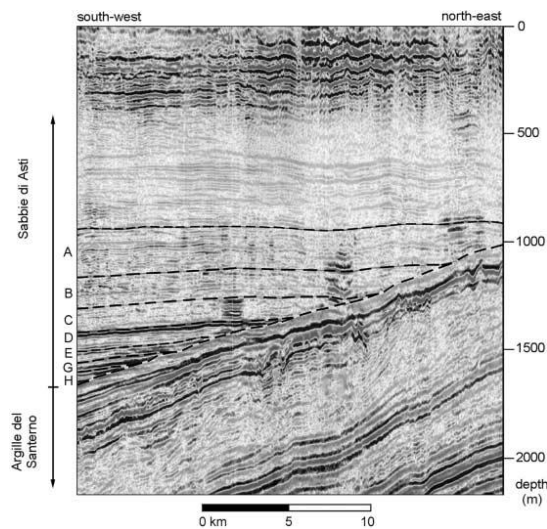 south-west
north-east
0
500
1000
1500
2000
depth
(m)
Sabbie di Asti
A
B
C
D
E
G
H
Argille del
Santerno
0 km
5
10